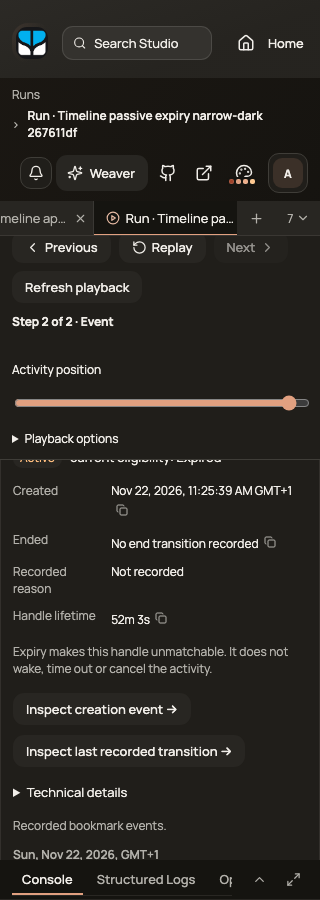 Search Studio
Home
Runs
› Run · Timeline passive expiry narrow-dark
267611df
Weaver
A
meline ap...
Run · Timeline pa...
7
Previous
Replay
Next
Refresh playback
Step 2 of 2 · Event
Activity position
Playback options
Active Current eligibility: Expired
Created Nov 22, 2026, 11:25:39 AM GMT+1
Ended No end transition recorded
Recorded Not recorded
reason
Handle lifetime 52m 3s
Expiry makes this handle unmatchable. It does not
wake, time out or cancel the activity.
Inspect creation event →
Inspect last recorded transition →
Technical details
Recorded bookmark events.
Sun, Nov 22, 2026, GMT+1
Console
Structured Logs